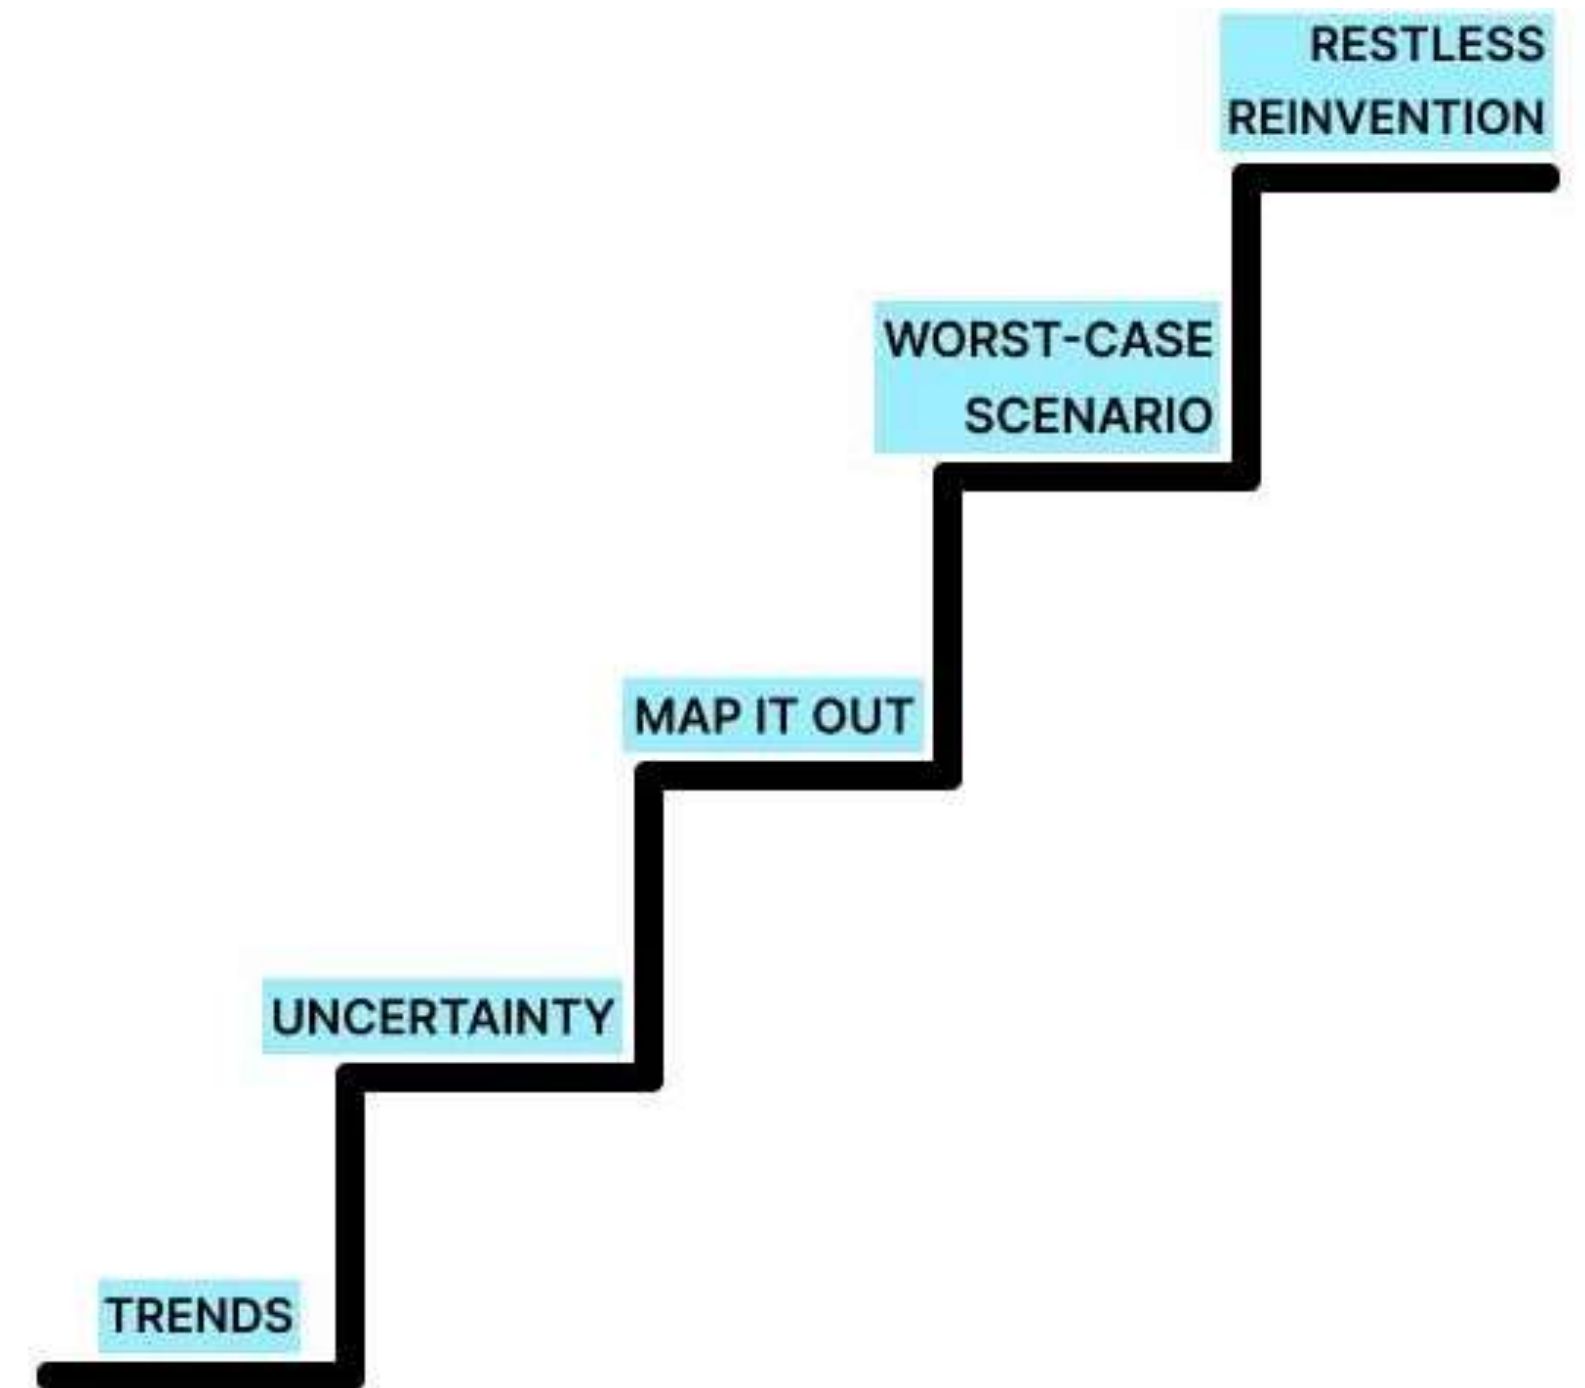 RESTLESS
REINVENTION
WORST-CASE
SCENARIO
MAP IT OUT
UNCERTAINTY
TRENDS